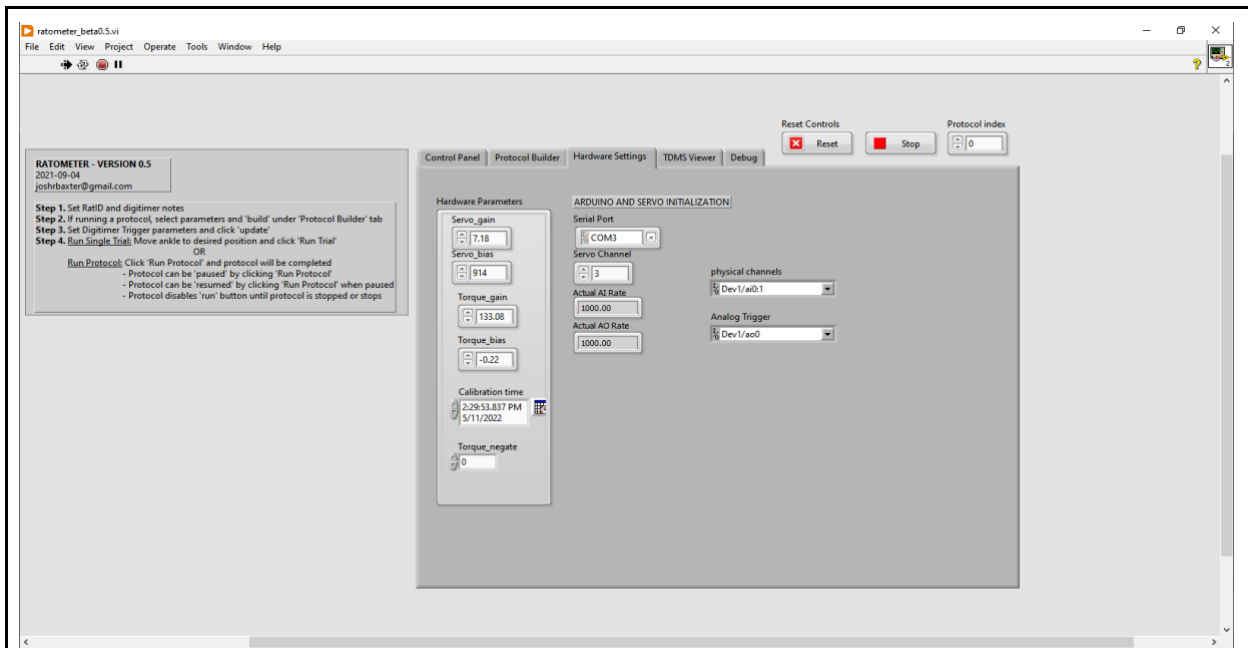 ratometer_beta0.5.vi
File Edit View Project Operate Tools Window Help
2
Reset Controls
Reset
Stop
Protocol index
0
RATOMETER - VERSION 0.5
2021-09-04
joshrbaxter@gmail.com
Step 1. Set RatID and digitimer notes
Step 2. If running a protocol, select parameters and 'build' under 'Protocol Builder' tab
Step 3. Set Digitimer Trigger parameters and click 'update'
Step 4. Run Single Trial: Move ankle to desired position and click 'Run Trial'
OR
Run Protocol: Click 'Run Protocol' and protocol will be completed
- Protocol can be 'paused' by clicking 'Run Protocol'
- Protocol can be 'resumed' by clicking 'Run Protocol' when paused
- Protocol disables 'run' button until protocol is stopped or stops
Control Panel Protocol Builder Hardware Settings TDMS Viewer Debug
Hardware Parameters
Servo_gain
7.18
Servo_bias
914
Torque_gain
133.08
Torque_bias
-0.22
Calibration time
2:29:53.837 PM
5/11/2022
Torque_negate
0
ARDUINO AND SERVO INITIALIZATION
Serial Port
COM3
Servo Channel
3
Actual AI Rate
1000.00
Actual AO Rate
1000.00
physical channels
Dev1/ai0:1
Analog Trigger
Dev1/ao0